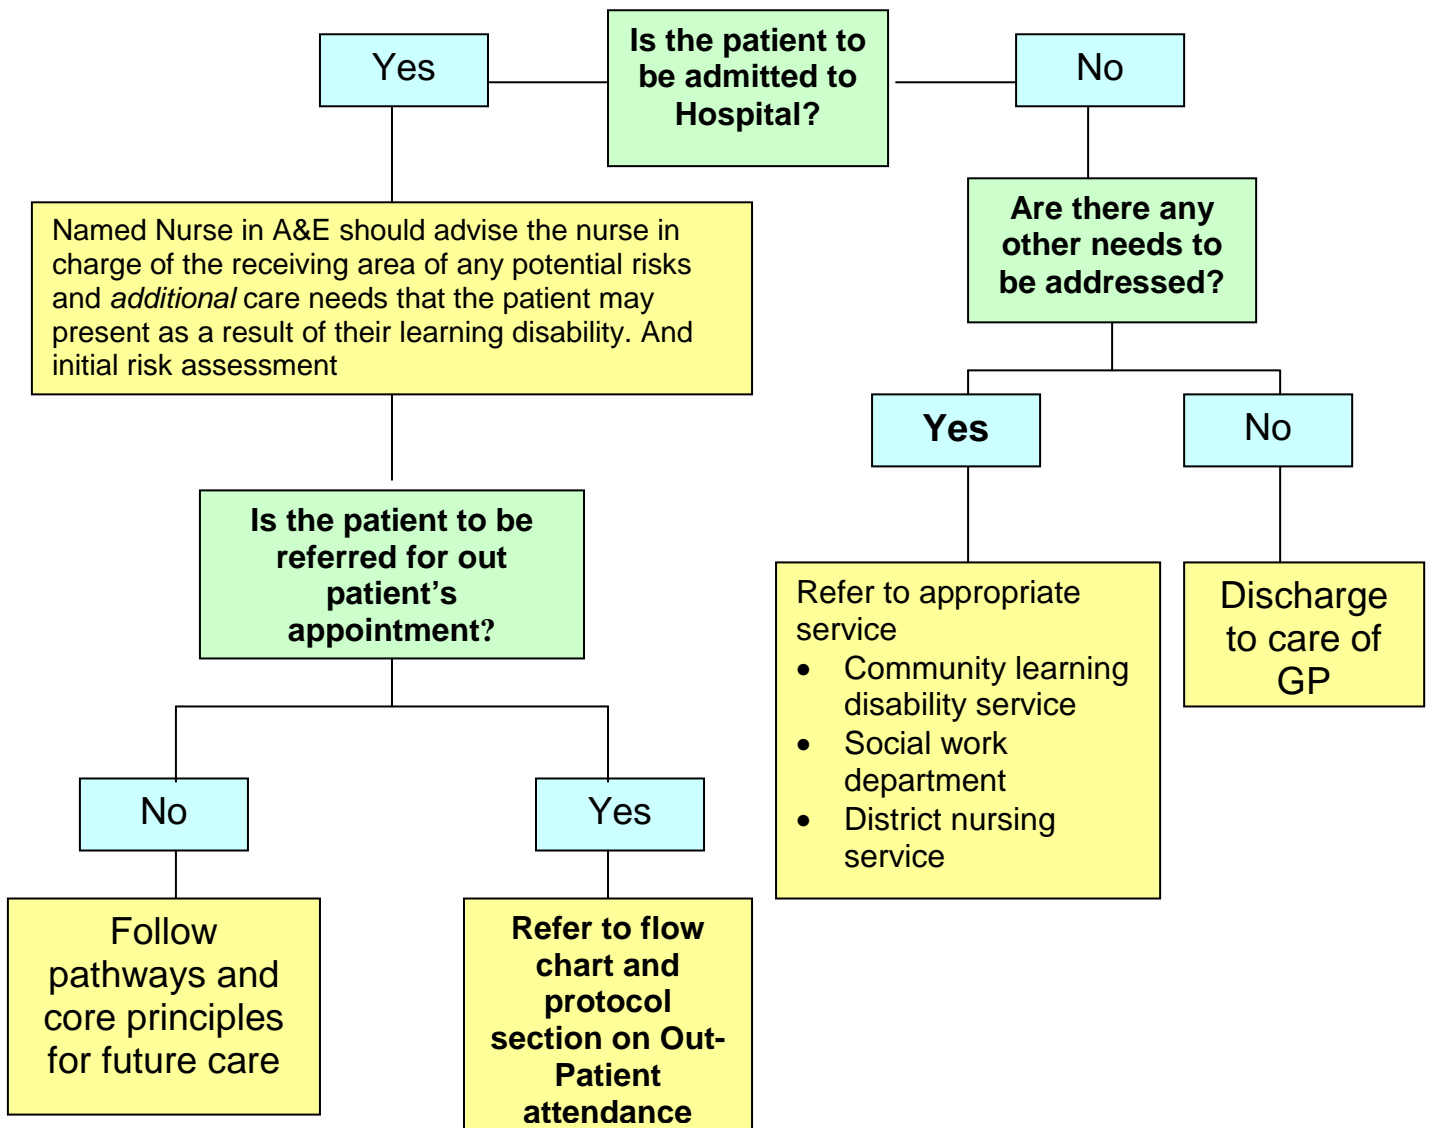 Is the patient to
be admitted to
Hospital?
Yes
No
Named Nurse in A&E should advise the nurse in
charge of the receiving area of any potential risks
and additional care needs that the patient may
present as a result of their learning disability. And
initial risk assessment
Are there any
other needs to
be addressed?
Yes
No
Is the patient to be
referred for out
patient’s
appointment?
Refer to appropriate
service
• Community learning
disability service
• Social work
department
• District nursing
service
Discharge
to care of
GP
No
Yes
Follow
pathways and
core principles
for future care
Refer to flow
chart and
protocol
section on Out-
Patient
attendance